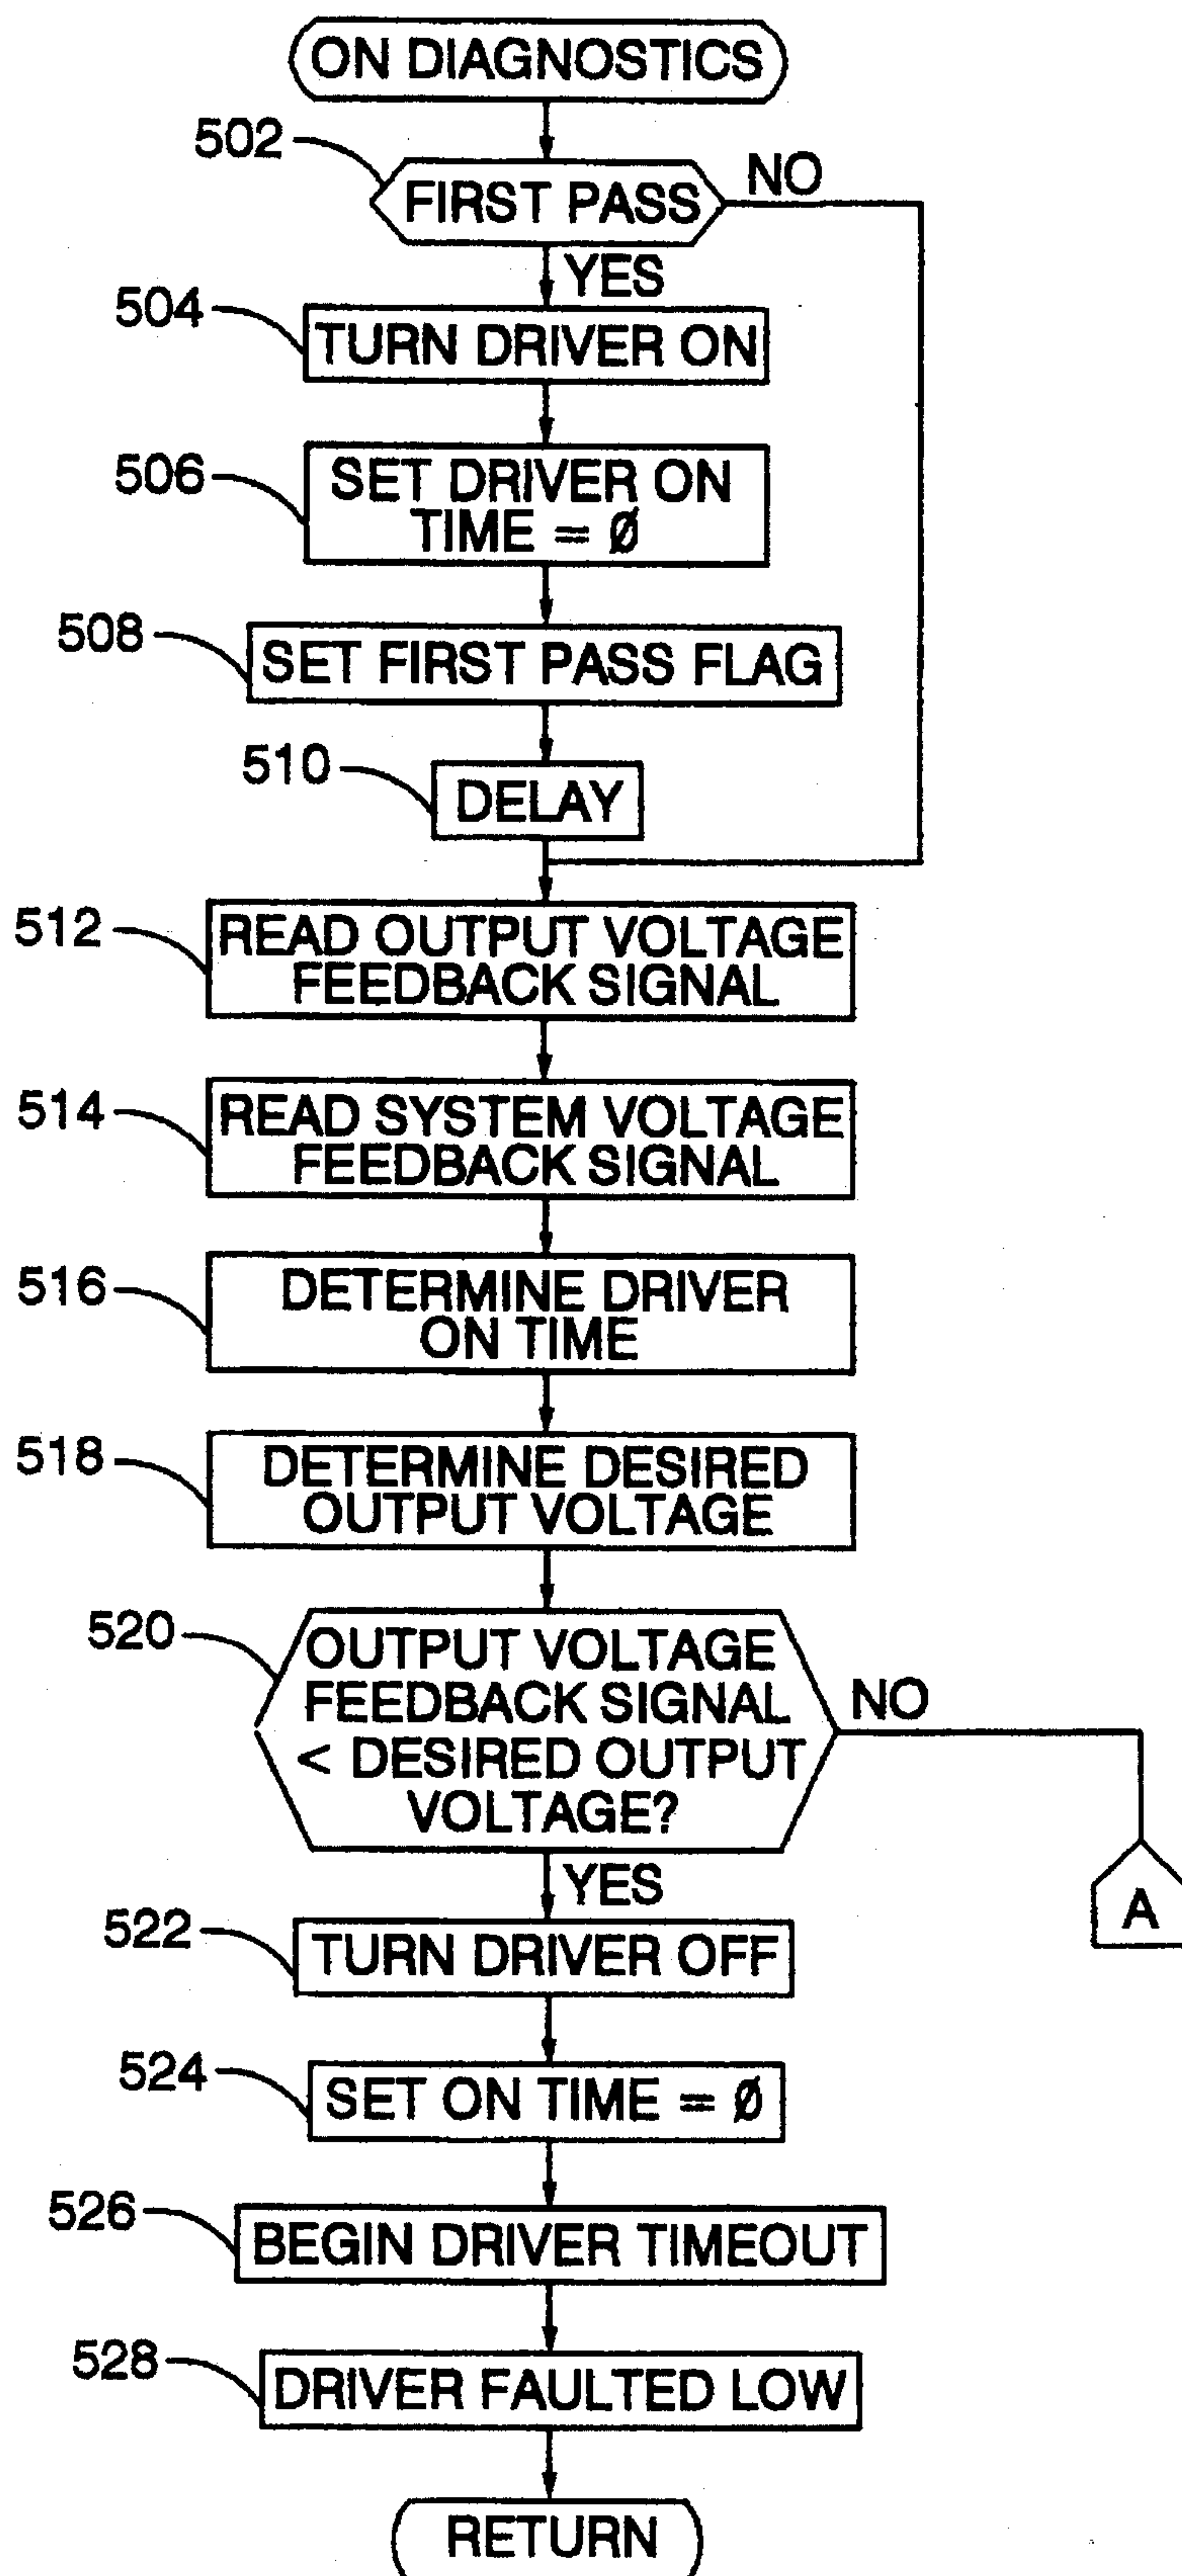 ON DIAGNOSTICS
502
FIRST PASS
NO
YES
504
TURN DRIVER ON
506
SET DRIVER ON
TIME = Ø
508
SET FIRST PASS FLAG
510
DELAY
512
READ OUTPUT VOLTAGE
FEEDBACK SIGNAL
514
READ SYSTEM VOLTAGE
FEEDBACK SIGNAL
516
DETERMINE DRIVER
ON TIME
518
DETERMINE DESIRED
OUTPUT VOLTAGE
520
OUTPUT VOLTAGE
FEEDBACK SIGNAL
< DESIRED OUTPUT
VOLTAGE?
NO
A
YES
522
TURN DRIVER OFF
524
SET ON TIME = Ø
526
BEGIN DRIVER TIMEOUT
528
DRIVER FAULTED LOW
RETURN